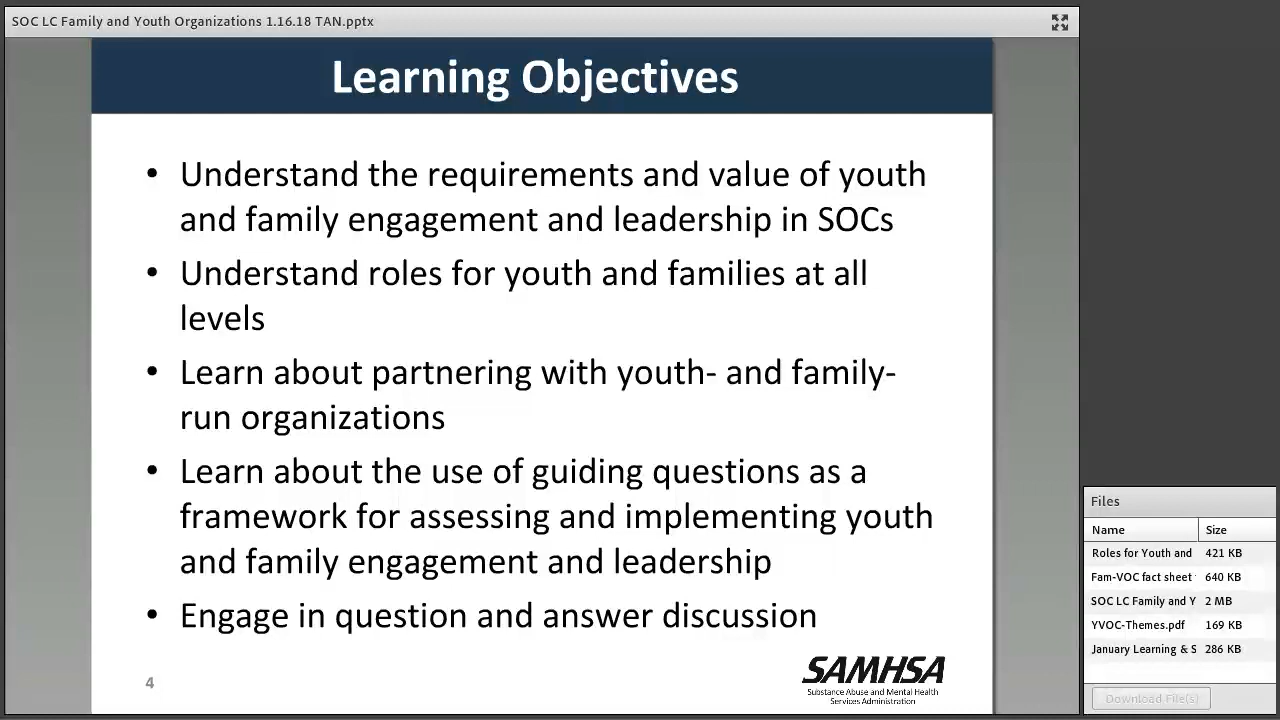 SOC LC Family and Youth Organizations 1.16.18 TAN.pptx
Learning Objectives
• Understand the requirements and value of youth
and family engagement and leadership in SOCs
• Understand roles for youth and families at all
levels
• Learn about partnering with youth- and family-
run organizations
• Learn about the use of guiding questions as a
framework for assessing and implementing youth
and family engagement and leadership
• Engage in question and answer discussion
4
SAMHSA
Substance Abuse and Mental Health
Services Administration
Files
Name Size
Roles for Youth and 421 KB
Fam-VOC fact sheet 640 KB
SOC LC Family and Y 2 MB
YVOC-Themes.pdf 169 KB
January Learning & S 286 KB
Download File(s)